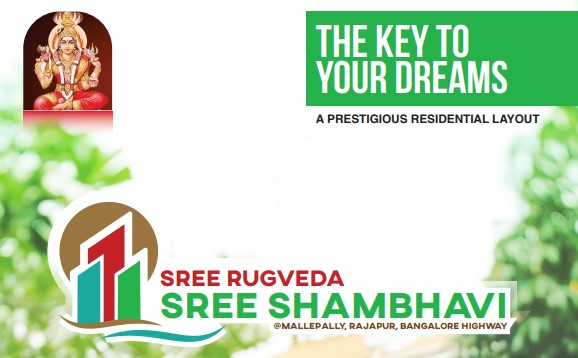 THE KEY TO
YOUR DREAMS
A PRESTIGIOUS RESIDENTIAL LAYOUT
SREE RUGVEDA
SREE SHAMBHAVI
@MALLEPALLY, RAJAPUR, BANGALORE HIGHWAY